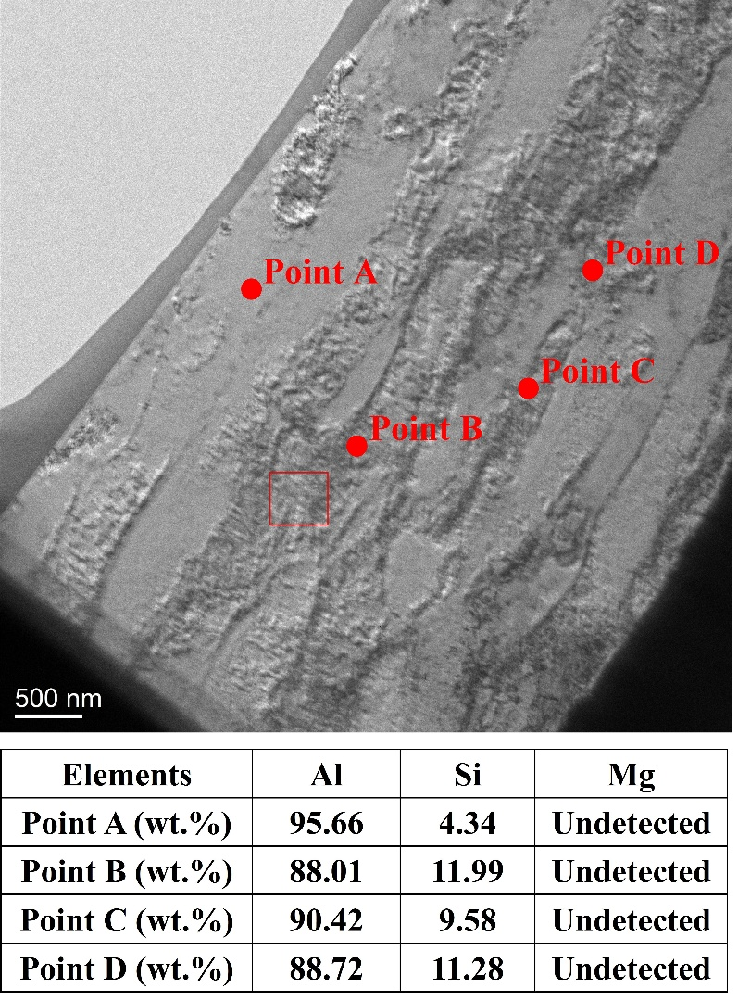 Point D
Point A
Point C
Point B
500 nm
Elements Al Si Mg
Point A (wt.%) 95.66 4.34 Undetected
Point B (wt.%) 88.01 11.99 Undetected
Point C (wt.%) 90.42 9.58 Undetected
Point D (wt.%) 88.72 11.28 Undetected